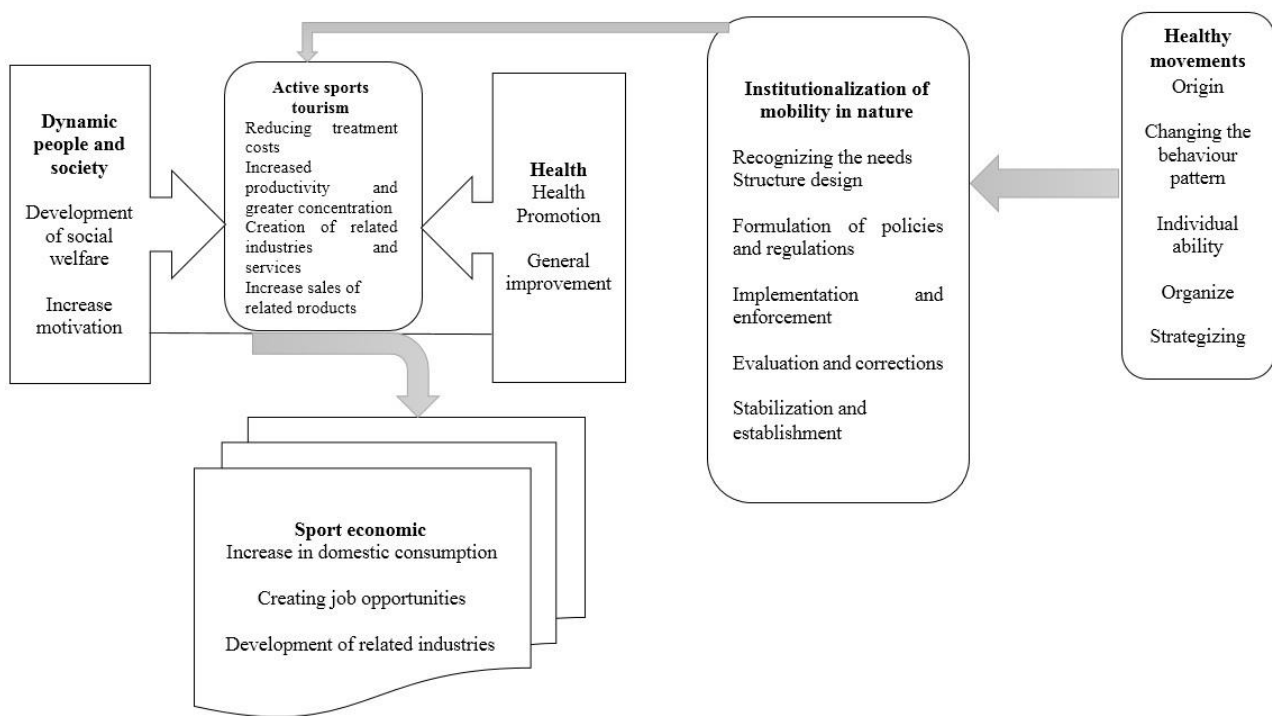 Dynamic
people and
society
Development
of social
welfare
Increase
motivation
Active sports
tourism
Reducing treatment
costs
Increased
productivity and
greater concentration
Creation of related
industries and
services
Increase sales of
related products
Health
Health
Promotion
General
improvement
Institutionalization of
mobility in nature
Recognizing the needs
Structure design
Formulation of policies
and regulations
Implementation and
enforcement
Evaluation and corrections
Stabilization and
establishment
Healthy
movements
Origin
Changing the
behaviour
pattern
Individual
ability
Organize
Strategizing
Sport economic
Increase in domestic consumption
Creating job opportunities
Development of related industries